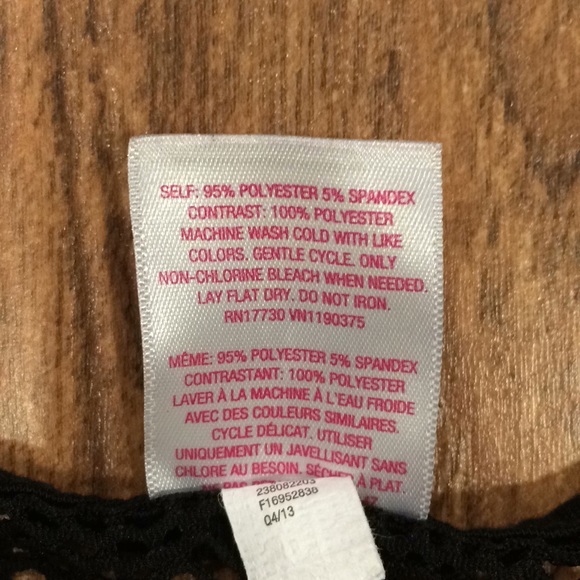 SELF: 95% POLYESTER 5% SPANDEX
CONTRAST: 100% POLYESTER
MACHINE WASH COLD WITH LIKE
COLORS. GENTLE CYCLE. ONLY
NON-CHLORINE BLEACH WHEN NEEDED.
LAY FLAT DRY. DO NOT IRON.
RN17730 VN1190375
MÊME: 95% POLYESTER 5% SPANDEX
CONTRASTANT: 100% POLYESTER
LAVER À LA MACHINE À L'EAU FROIDE
AVEC DES COULEURS SIMILAIRES.
CYCLE DÉLICAT. UTILISER
UNIQUEMENT UN JAVELLISANT SANS
CHLORE AU BESOIN. SÉCHER À PLAT.
NE PAS
238082203
F16952836
Q4/13